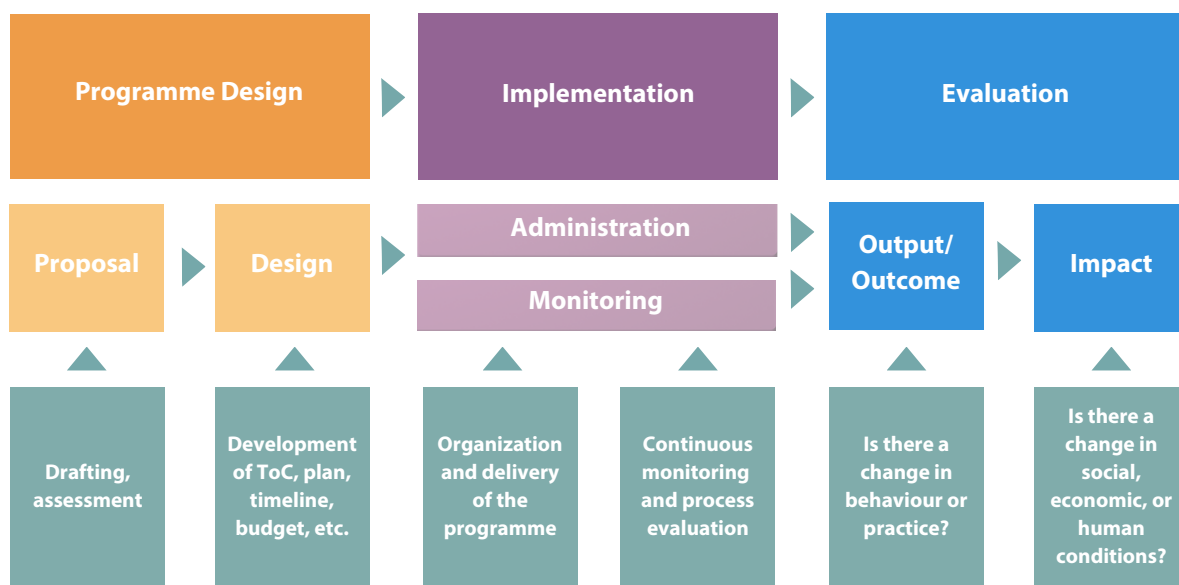 Programme Design
Implementation
Evaluation
Proposal
Design
Administration
Monitoring
Output/
Outcome
Impact
Drafting,
assessment
Development
of ToC, plan,
timeline,
budget, etc.
Organization
and delivery
of the
programme
Continuous
monitoring
and process
evaluation
Is there a
change in
behaviour or
practice?
Is there a
change in
social,
economic, or
human
conditions?